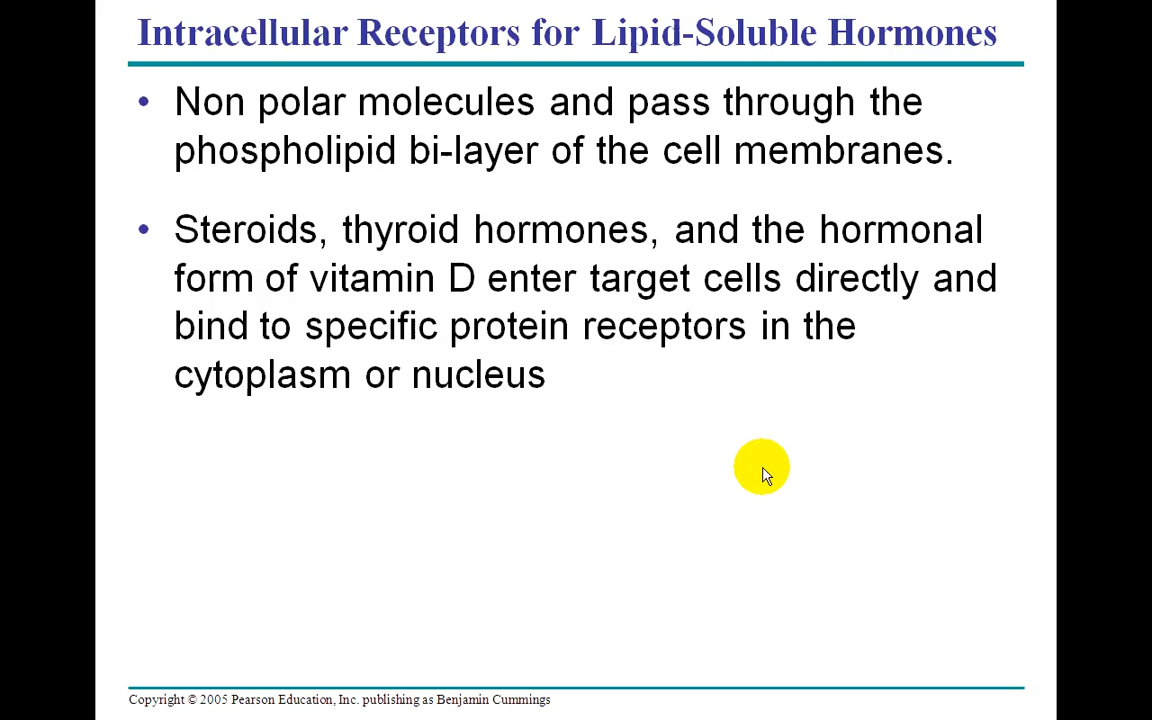 Intracellular Receptors for Lipid-Soluble Hormones
• Non polar molecules and pass through the
phospholipid bi-layer of the cell membranes.
• Steroids, thyroid hormones, and the hormonal
form of vitamin D enter target cells directly and
bind to specific protein receptors in the
cytoplasm or nucleus
Copyright © 2005 Pearson Education, Inc. publishing as Benjamin Cummings